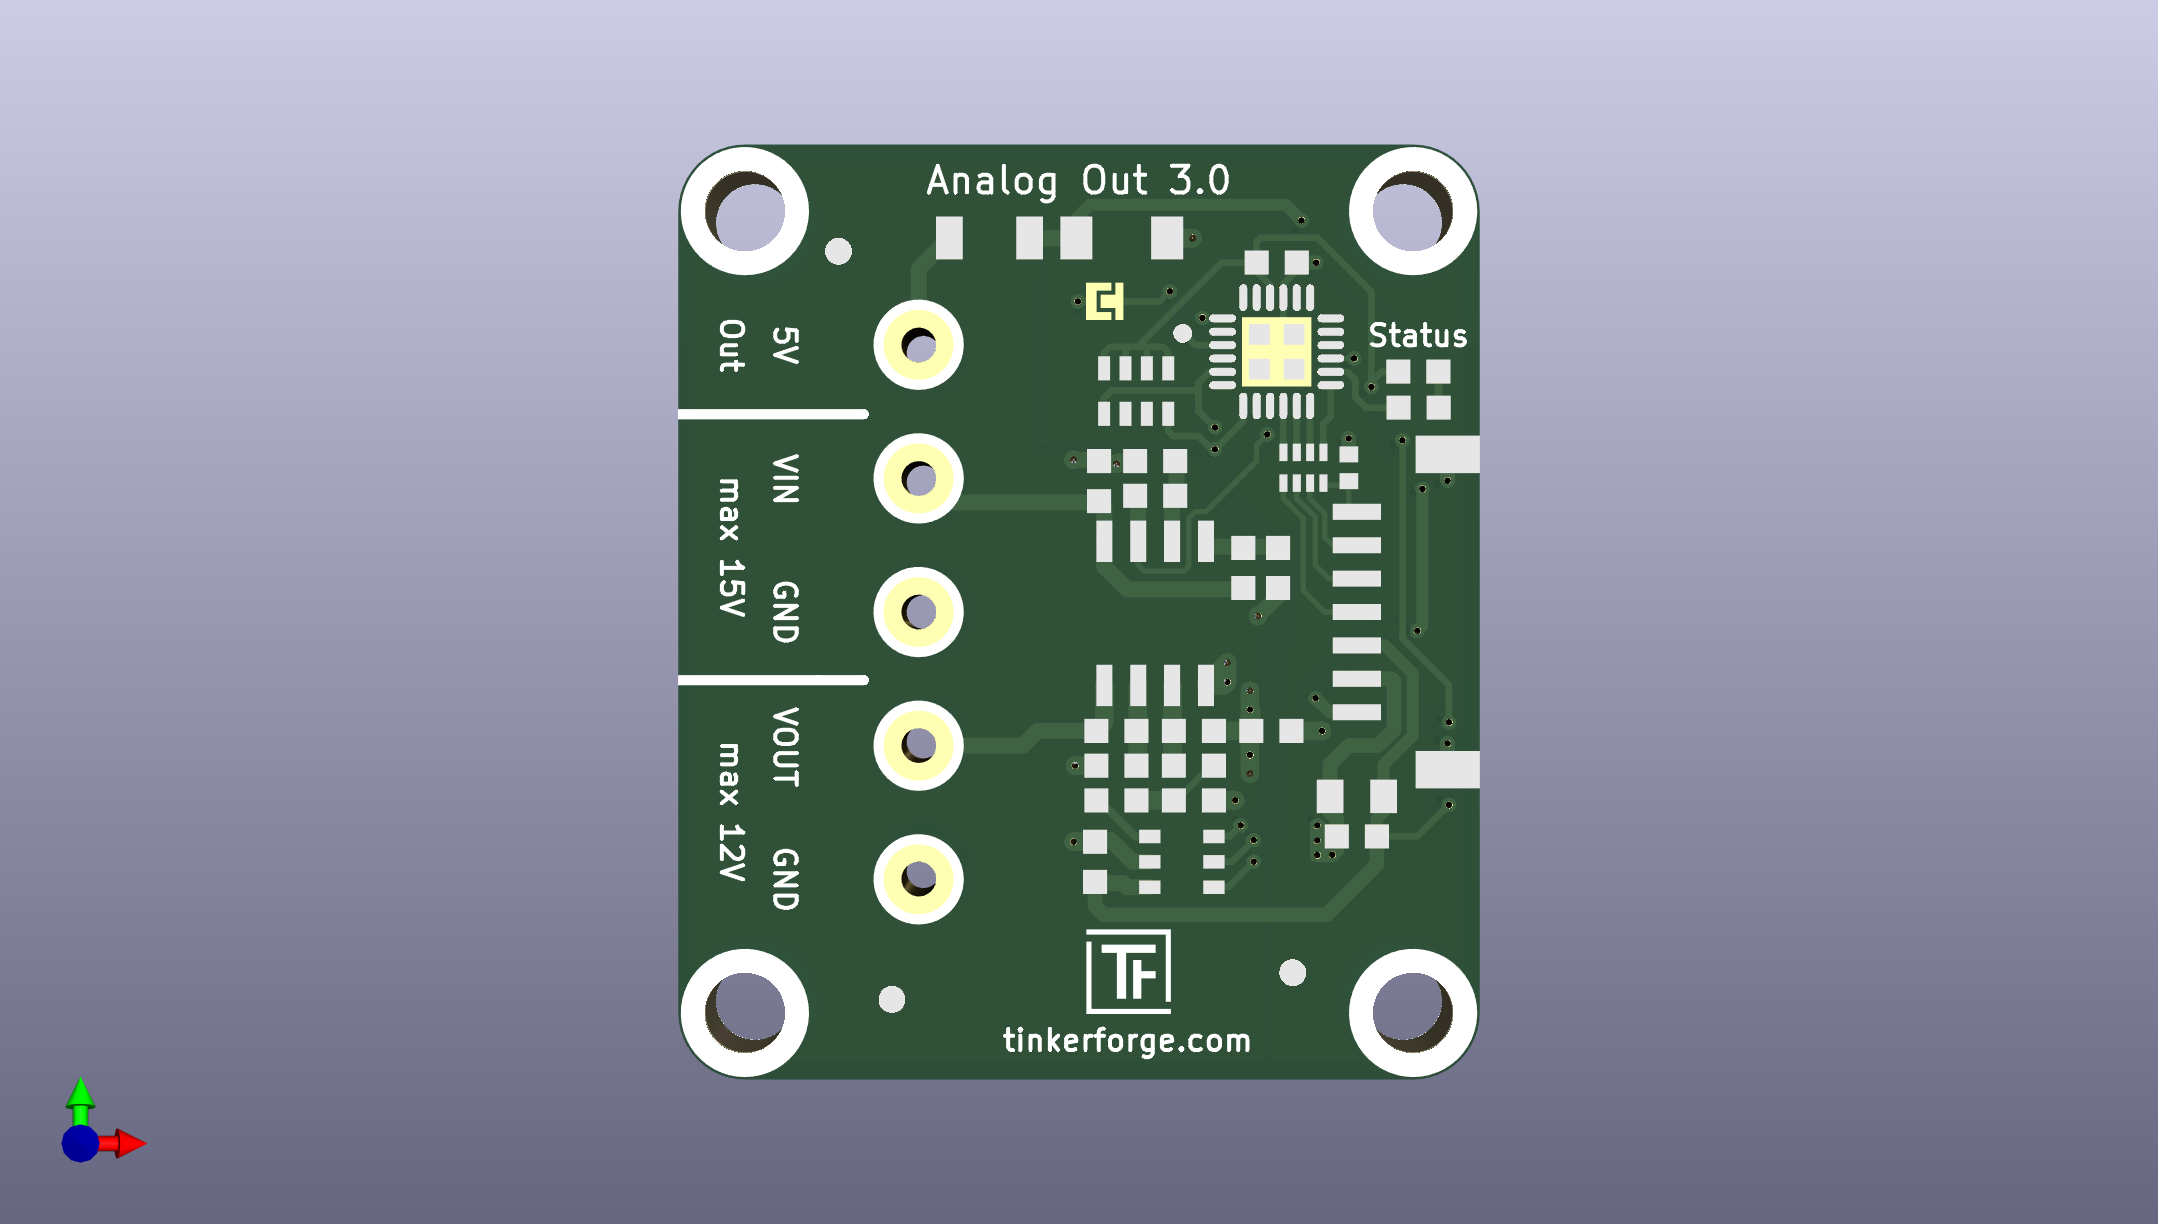 Analog Out 3.0
5V
Out
Status
VIN
GND
max 15V
VOUT
GND
max 12V
TF
tinkerforge.com